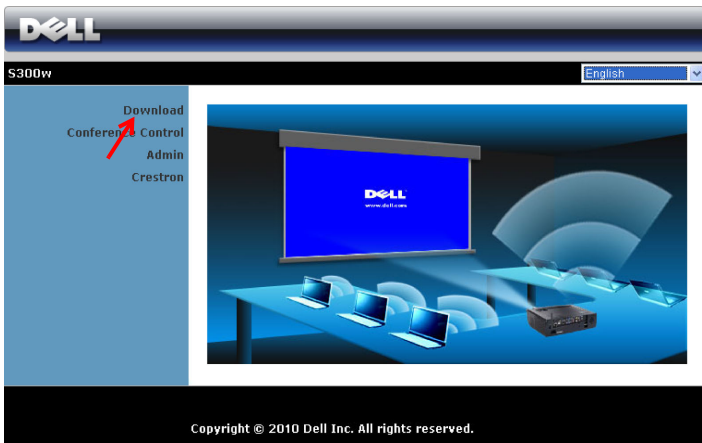 DELL
S300w
English
Download
Conference Control
Admin
Crestron
DELL
www.dell.com
Copyright © 2010 Dell Inc. All rights reserved.